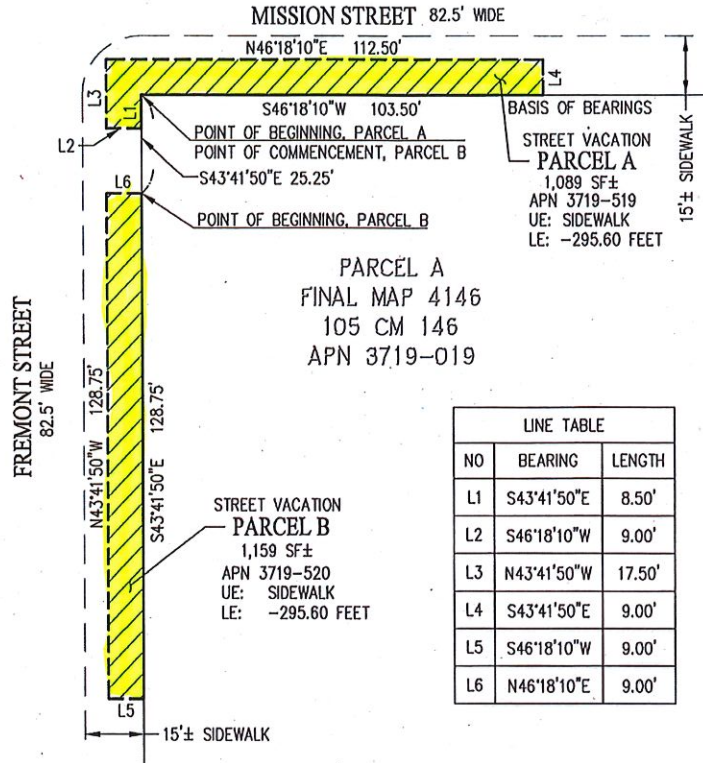 MISSION STREET 82.5' WIDE
N46°18'10"E 112.50'
L3
L1
L4
S46°18'10"W 103.50'
BASIS OF BEARINGS
L2
POINT OF BEGINNING, PARCEL A
POINT OF COMMENCEMENT, PARCEL B
S43°41'50"E 25.25'
L6
POINT OF BEGINNING, PARCEL B
STREET VACATION
PARCEL A
1,089 SF±
APN 3719-519
UE: SIDEWALK
LE: -295.60 FEET
15'± SIDEWALK
PARCEL A
FINAL MAP 4146
105 CM 146
APN 3719-019
FREMONT STREET
82.5' WIDE
N43°41'50"W 128.75'
S43°41'50"E 128.75'
STREET VACATION
PARCEL B
1,159 SF±
APN 3719-520
UE: SIDEWALK
LE: -295.60 FEET
L5
15'± SIDEWALK
LINE TABLE
NO BEARING LENGTH
L1 S43°41'50"E 8.50'
L2 S46°18'10"W 9.00'
L3 N43°41'50"W 17.50'
L4 S43°41'50"E 9.00'
L5 S46°18'10"W 9.00'
L6 N46°18'10"E 9.00'